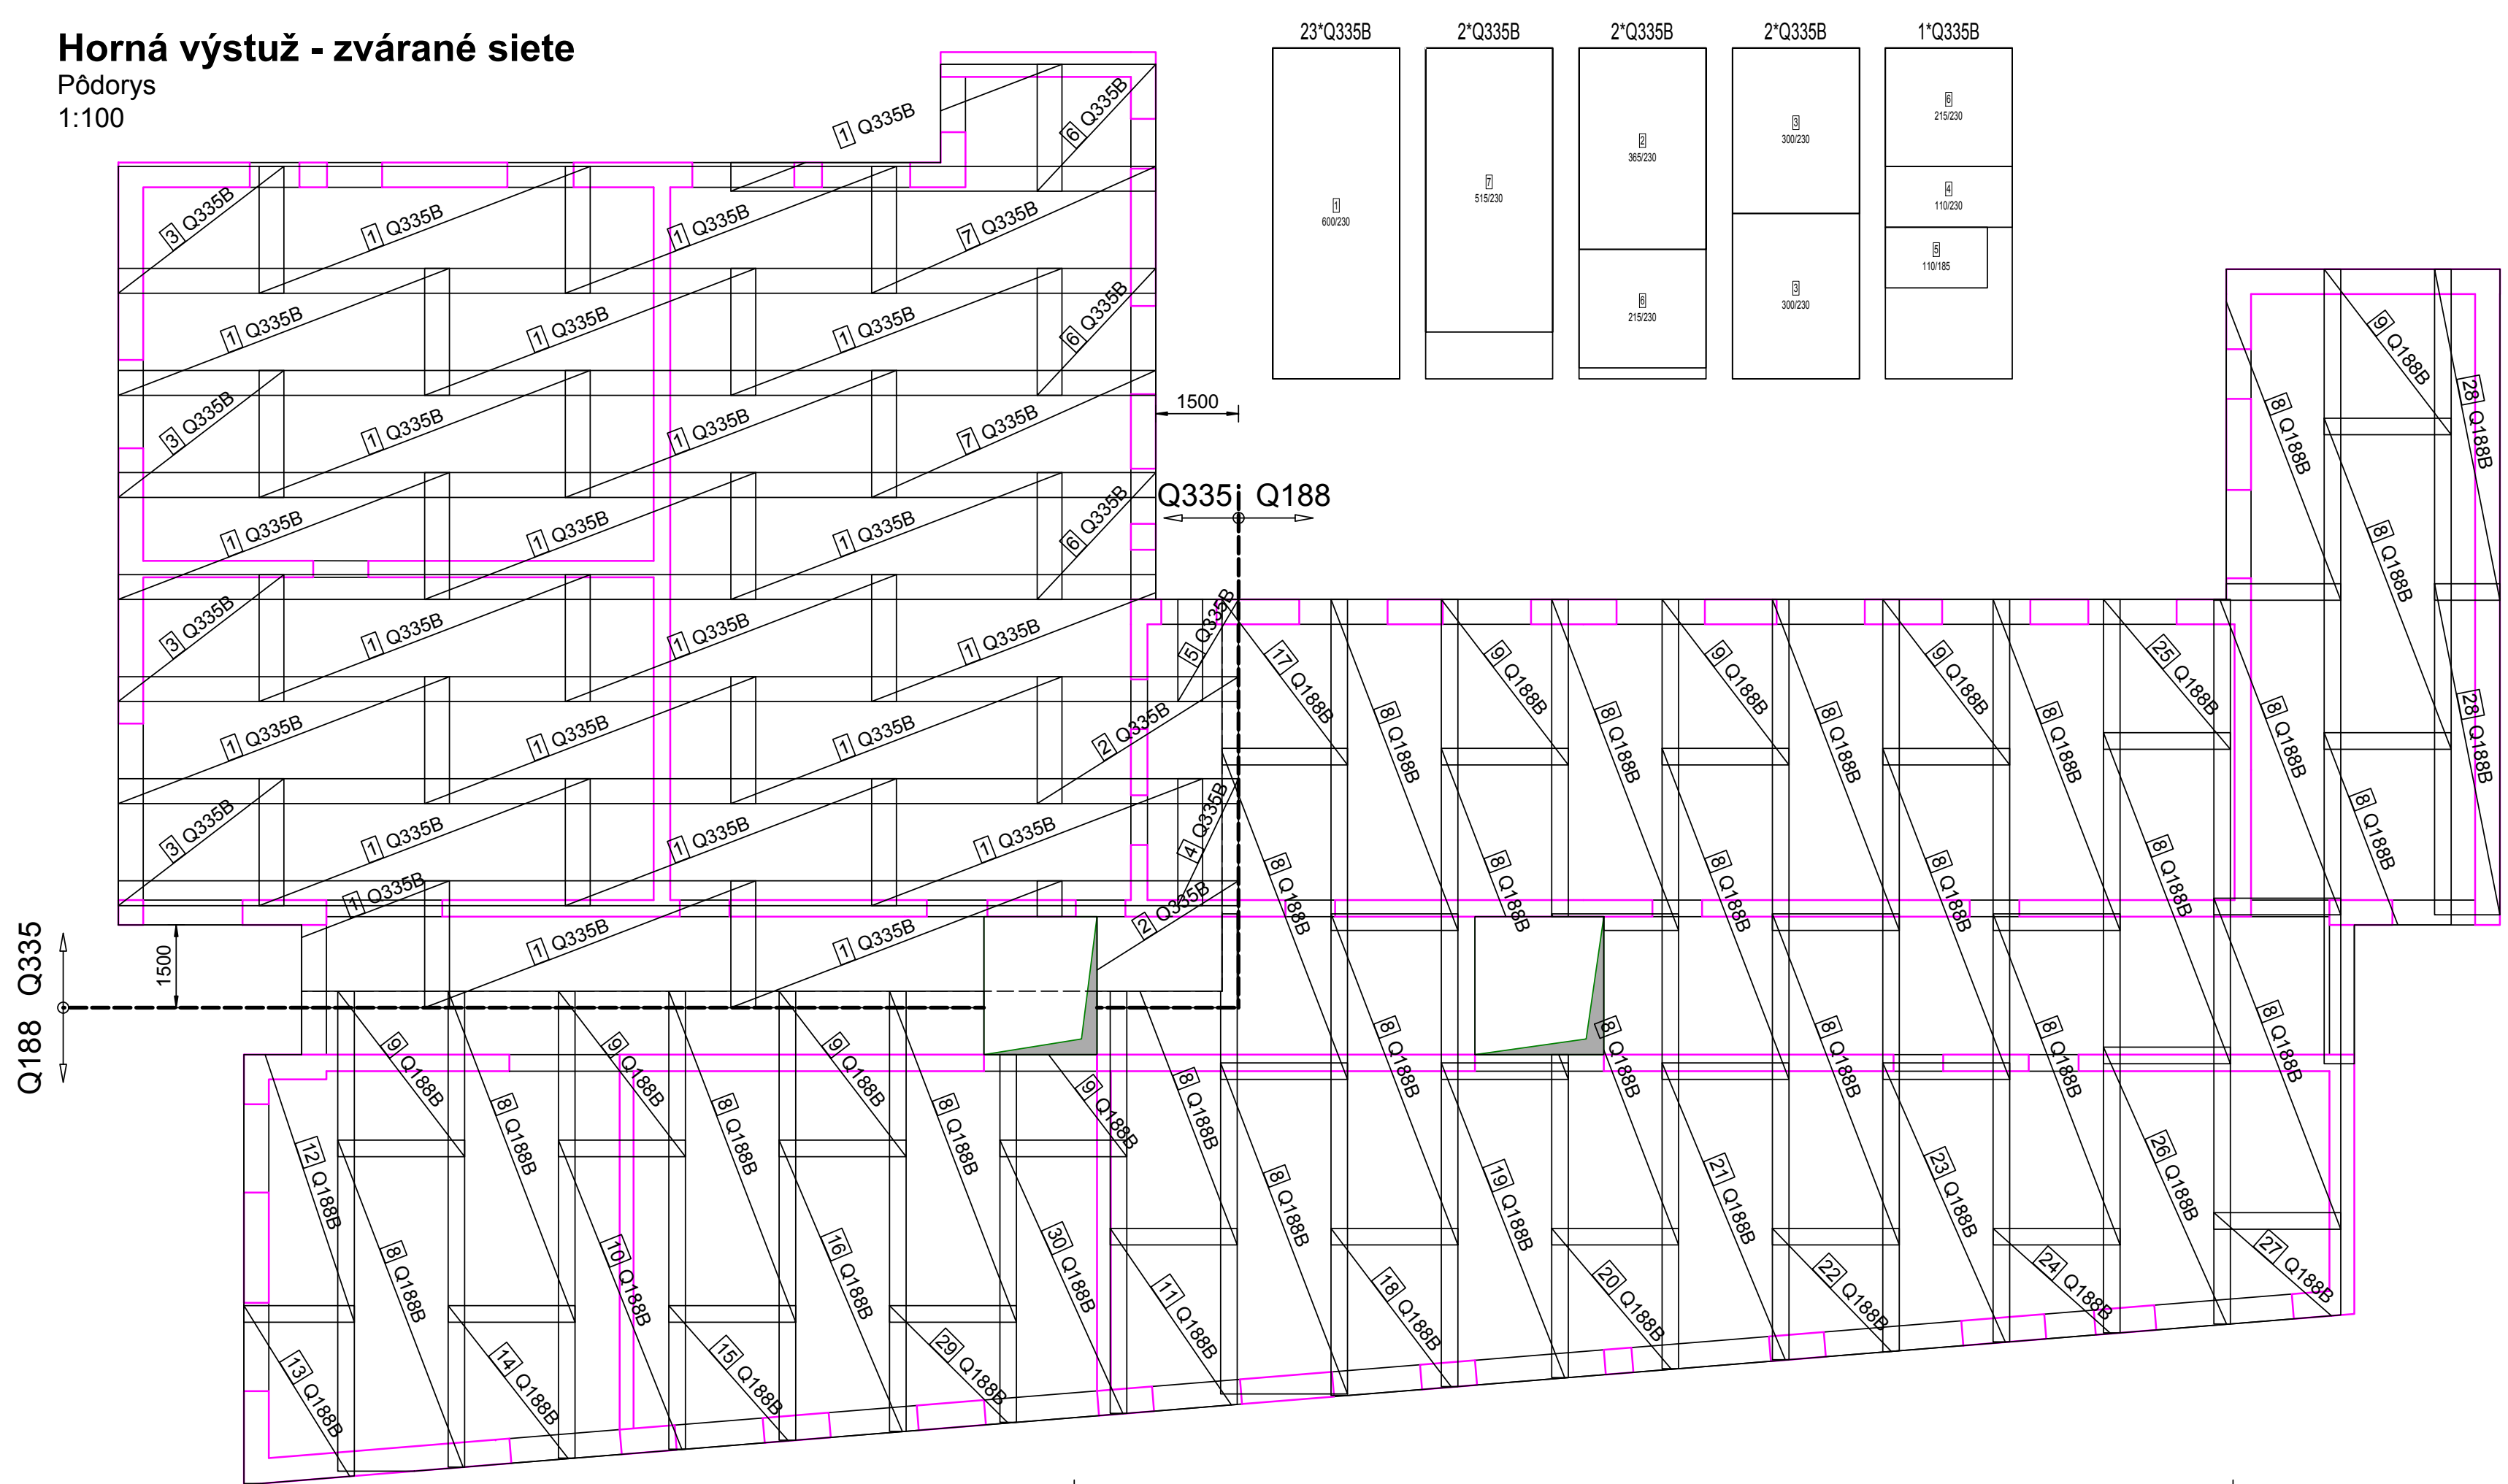 Horná výstuž - zvárané siete
Pôdorys
1:100
23*Q335B
2*Q335B
2*Q335B
2*Q335B
1*Q335B
1
600/230
7
515/230
2
365/230
6
215/230
3
300/230
3
300/230
6
215/230
4
110/230
5
110/185
1 Q335B
6 Q335B
3 Q335B
1 Q335B
1 Q335B
7 Q335B
1 Q335B
1 Q335B
1 Q335B
6 Q335B
3 Q335B
1 Q335B
1 Q335B
7 Q335B
1500
1 Q335B
1 Q335B
1 Q335B
6 Q335B
Q335
Q188
3 Q335B
1 Q335B
1 Q335B
1 Q335B
5 Q335B
1 Q335B
1 Q335B
1 Q335B
2 Q335B
3 Q335B
1 Q335B
1 Q335B
1 Q335B
4 Q335B
1 Q335B
1 Q335B
1 Q335B
2 Q335B
1500
Q335
Q188
9 Q188B
28 Q188B
8 Q188B
8 Q188B
28 Q188B
8 Q188B
17 Q188B
8 Q188B
9 Q188B
8 Q188B
9 Q188B
8 Q188B
9 Q188B
8 Q188B
25 Q188B
8 Q188B
8 Q188B
8 Q188B
8 Q188B
8 Q188B
8 Q188B
9 Q188B
8 Q188B
9 Q188B
8 Q188B
9 Q188B
8 Q188B
9 Q188B
8 Q188B
8 Q188B
8 Q188B
8 Q188B
8 Q188B
8 Q188B
12 Q188B
8 Q188B
10 Q188B
16 Q188B
30 Q188B
8 Q188B
19 Q188B
21 Q188B
23 Q188B
26 Q188B
13 Q188B
14 Q188B
15 Q188B
29 Q188B
11 Q188B
18 Q188B
20 Q188B
22 Q188B
24 Q188B
27 Q188B